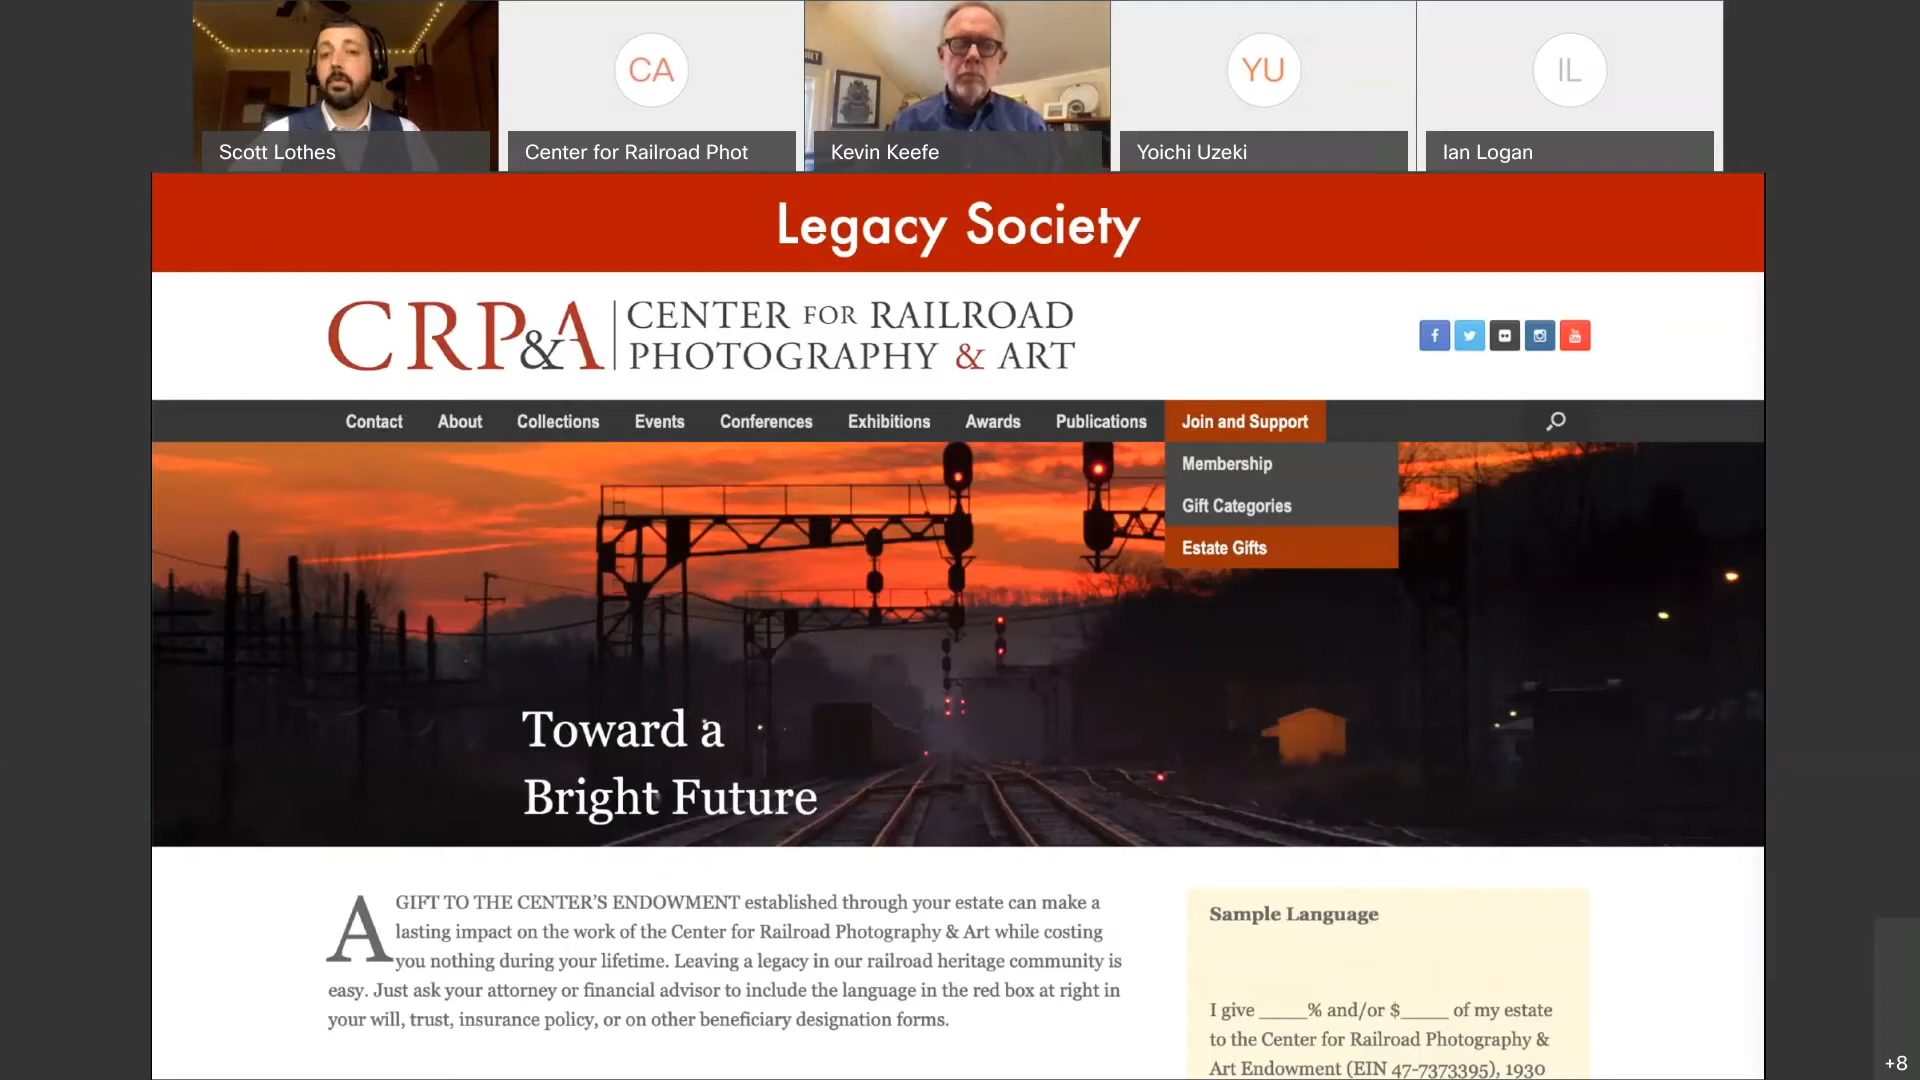 CA
YU
IL
Scott Lothes
Center for Railroad Phot
Kevin Keefe
Yoichi Uzeki
Ian Logan
Legacy Society
CRP&A
CENTER FOR RAILROAD
PHOTOGRAPHY & ART
Contact About Collections Events Conferences Exhibitions Awards Publications Join and Support
Membership
Gift Categories
Estate Gifts
Toward a
Bright Future
A GIFT TO THE CENTER'S ENDOWMENT established through your estate can make a
lasting impact on the work of the Center for Railroad Photography & Art while costing
you nothing during your lifetime. Leaving a legacy in our railroad heritage community is
easy. Just ask your attorney or financial advisor to include the language in the red box at right in
your will, trust, insurance policy, or on other beneficiary designation forms.
Sample Language
I give _____% and/or $_____ of my estate
to the Center for Railroad Photography &
Art Endowment (EIN 47-7373395), 1930
+8